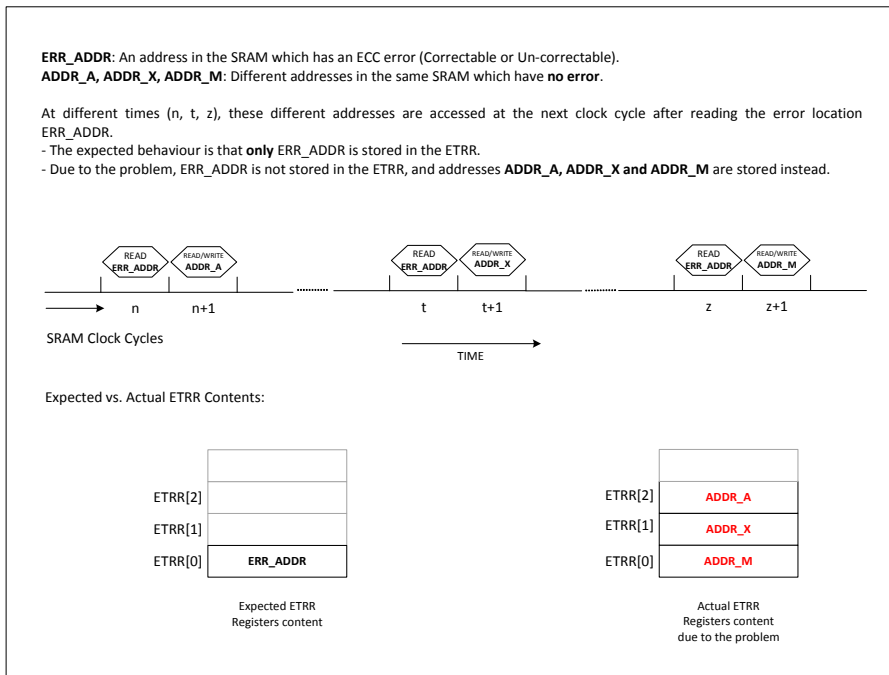 ERR_ADDR: An address in the SRAM which has an ECC error (Correctable or Un-correctable).
ADDR_A, ADDR_X, ADDR_M: Different addresses in the same SRAM which have no error.
At different times (n, t, z), these different addresses are accessed at the next clock cycle after reading the error location
ERR_ADDR.
- The expected behaviour is that only ERR_ADDR is stored in the ETRR.
- Due to the problem, ERR_ADDR is not stored in the ETRR, and addresses ADDR_A, ADDR_X and ADDR_M are stored instead.
READ READ/WRITE READ READ/WRITE READ READ/WRITE
ERR_ADDR ADDR_A ERR_ADDR ADDR_X ERR_ADDR ADDR_M
n n+1 t t+1 z z+1
SRAM Clock Cycles
TIME
Expected vs. Actual ETRR Contents:
ETRR[2] ETRR[2] ADDR_A
ETRR[1] ETRR[1] ADDR_X
ETRR[0] ERR_ADDR ETRR[0] ADDR_M
Expected ETRR Actual ETRR
Registers content Registers content
due to the problem